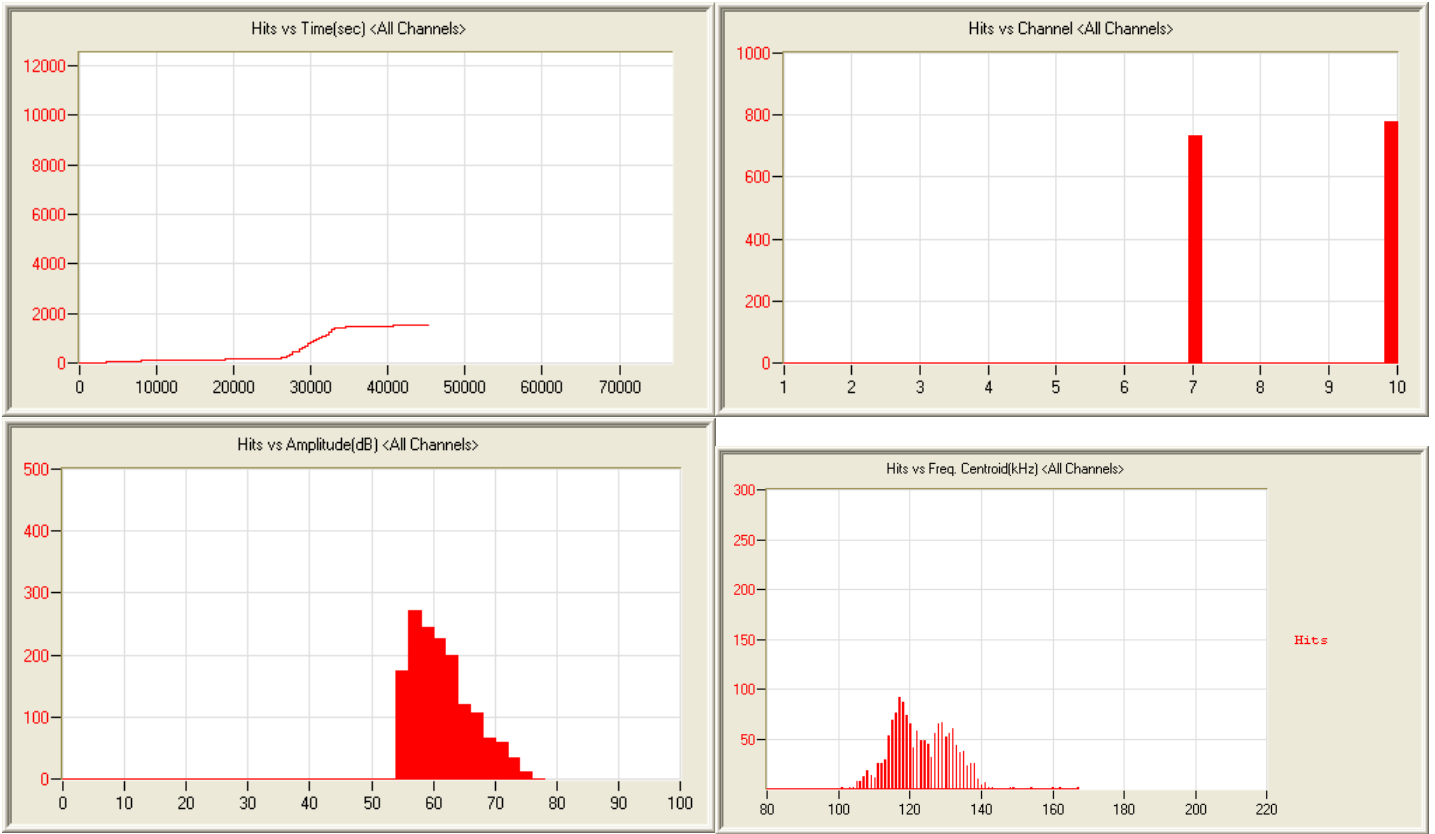 Hits vs Time(sec) <All Channels>
12000
10000
8000
6000
4000
2000
0
0 10000 20000 30000 40000 50000 60000 70000
Hits vs Channel <All Channels>
1000
800
600
400
200
0
1 2 3 4 5 6 7 8 9 10
Hits vs Amplitude(dB) <All Channels>
500
400
300
200
100
0
0 10 20 30 40 50 60 70 80 90 100
Hits vs Freq. Centroid(kHz) <All Channels>
300
250
200
150
100
50
80 100 120 140 160 180 200 220
Hits